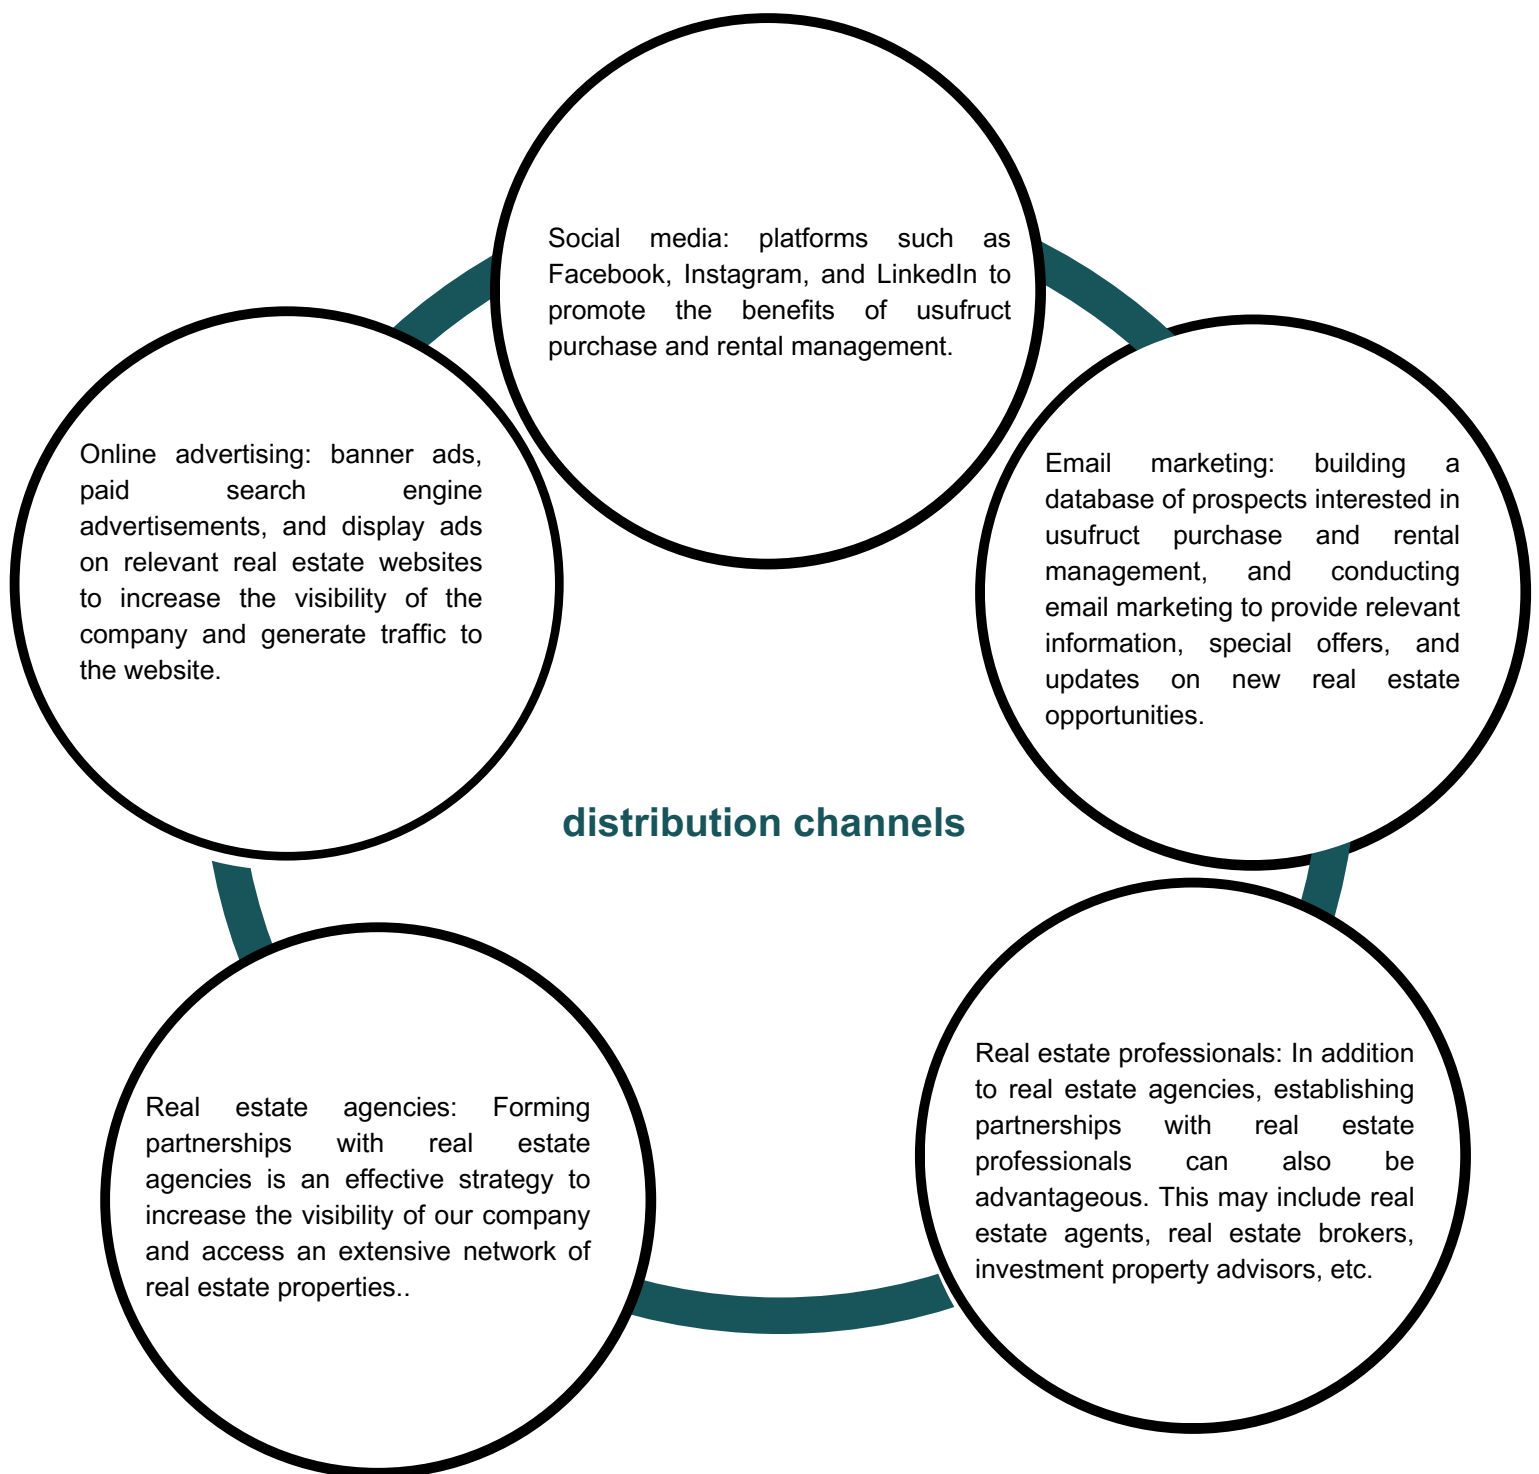 Social media: platforms such as
Facebook, Instagram, and LinkedIn to
promote the benefits of usufruct
purchase and rental management.
Online advertising: banner ads,
paid search engine
advertisements, and display ads
on relevant real estate websites
to increase the visibility of the
company and generate traffic to
the website.
Email marketing: building a
database of prospects interested in
usufruct purchase and rental
management, and conducting
email marketing to provide relevant
information, special offers, and
updates on new real estate
opportunities.
distribution channels
Real estate agencies: Forming
partnerships with real estate
agencies is an effective strategy to
increase the visibility of our company
and access an extensive network of
real estate properties..
Real estate professionals: In addition
to real estate agencies, establishing
partnerships with real estate
professionals can also be
advantageous. This may include real
estate agents, real estate brokers,
investment property advisors, etc.